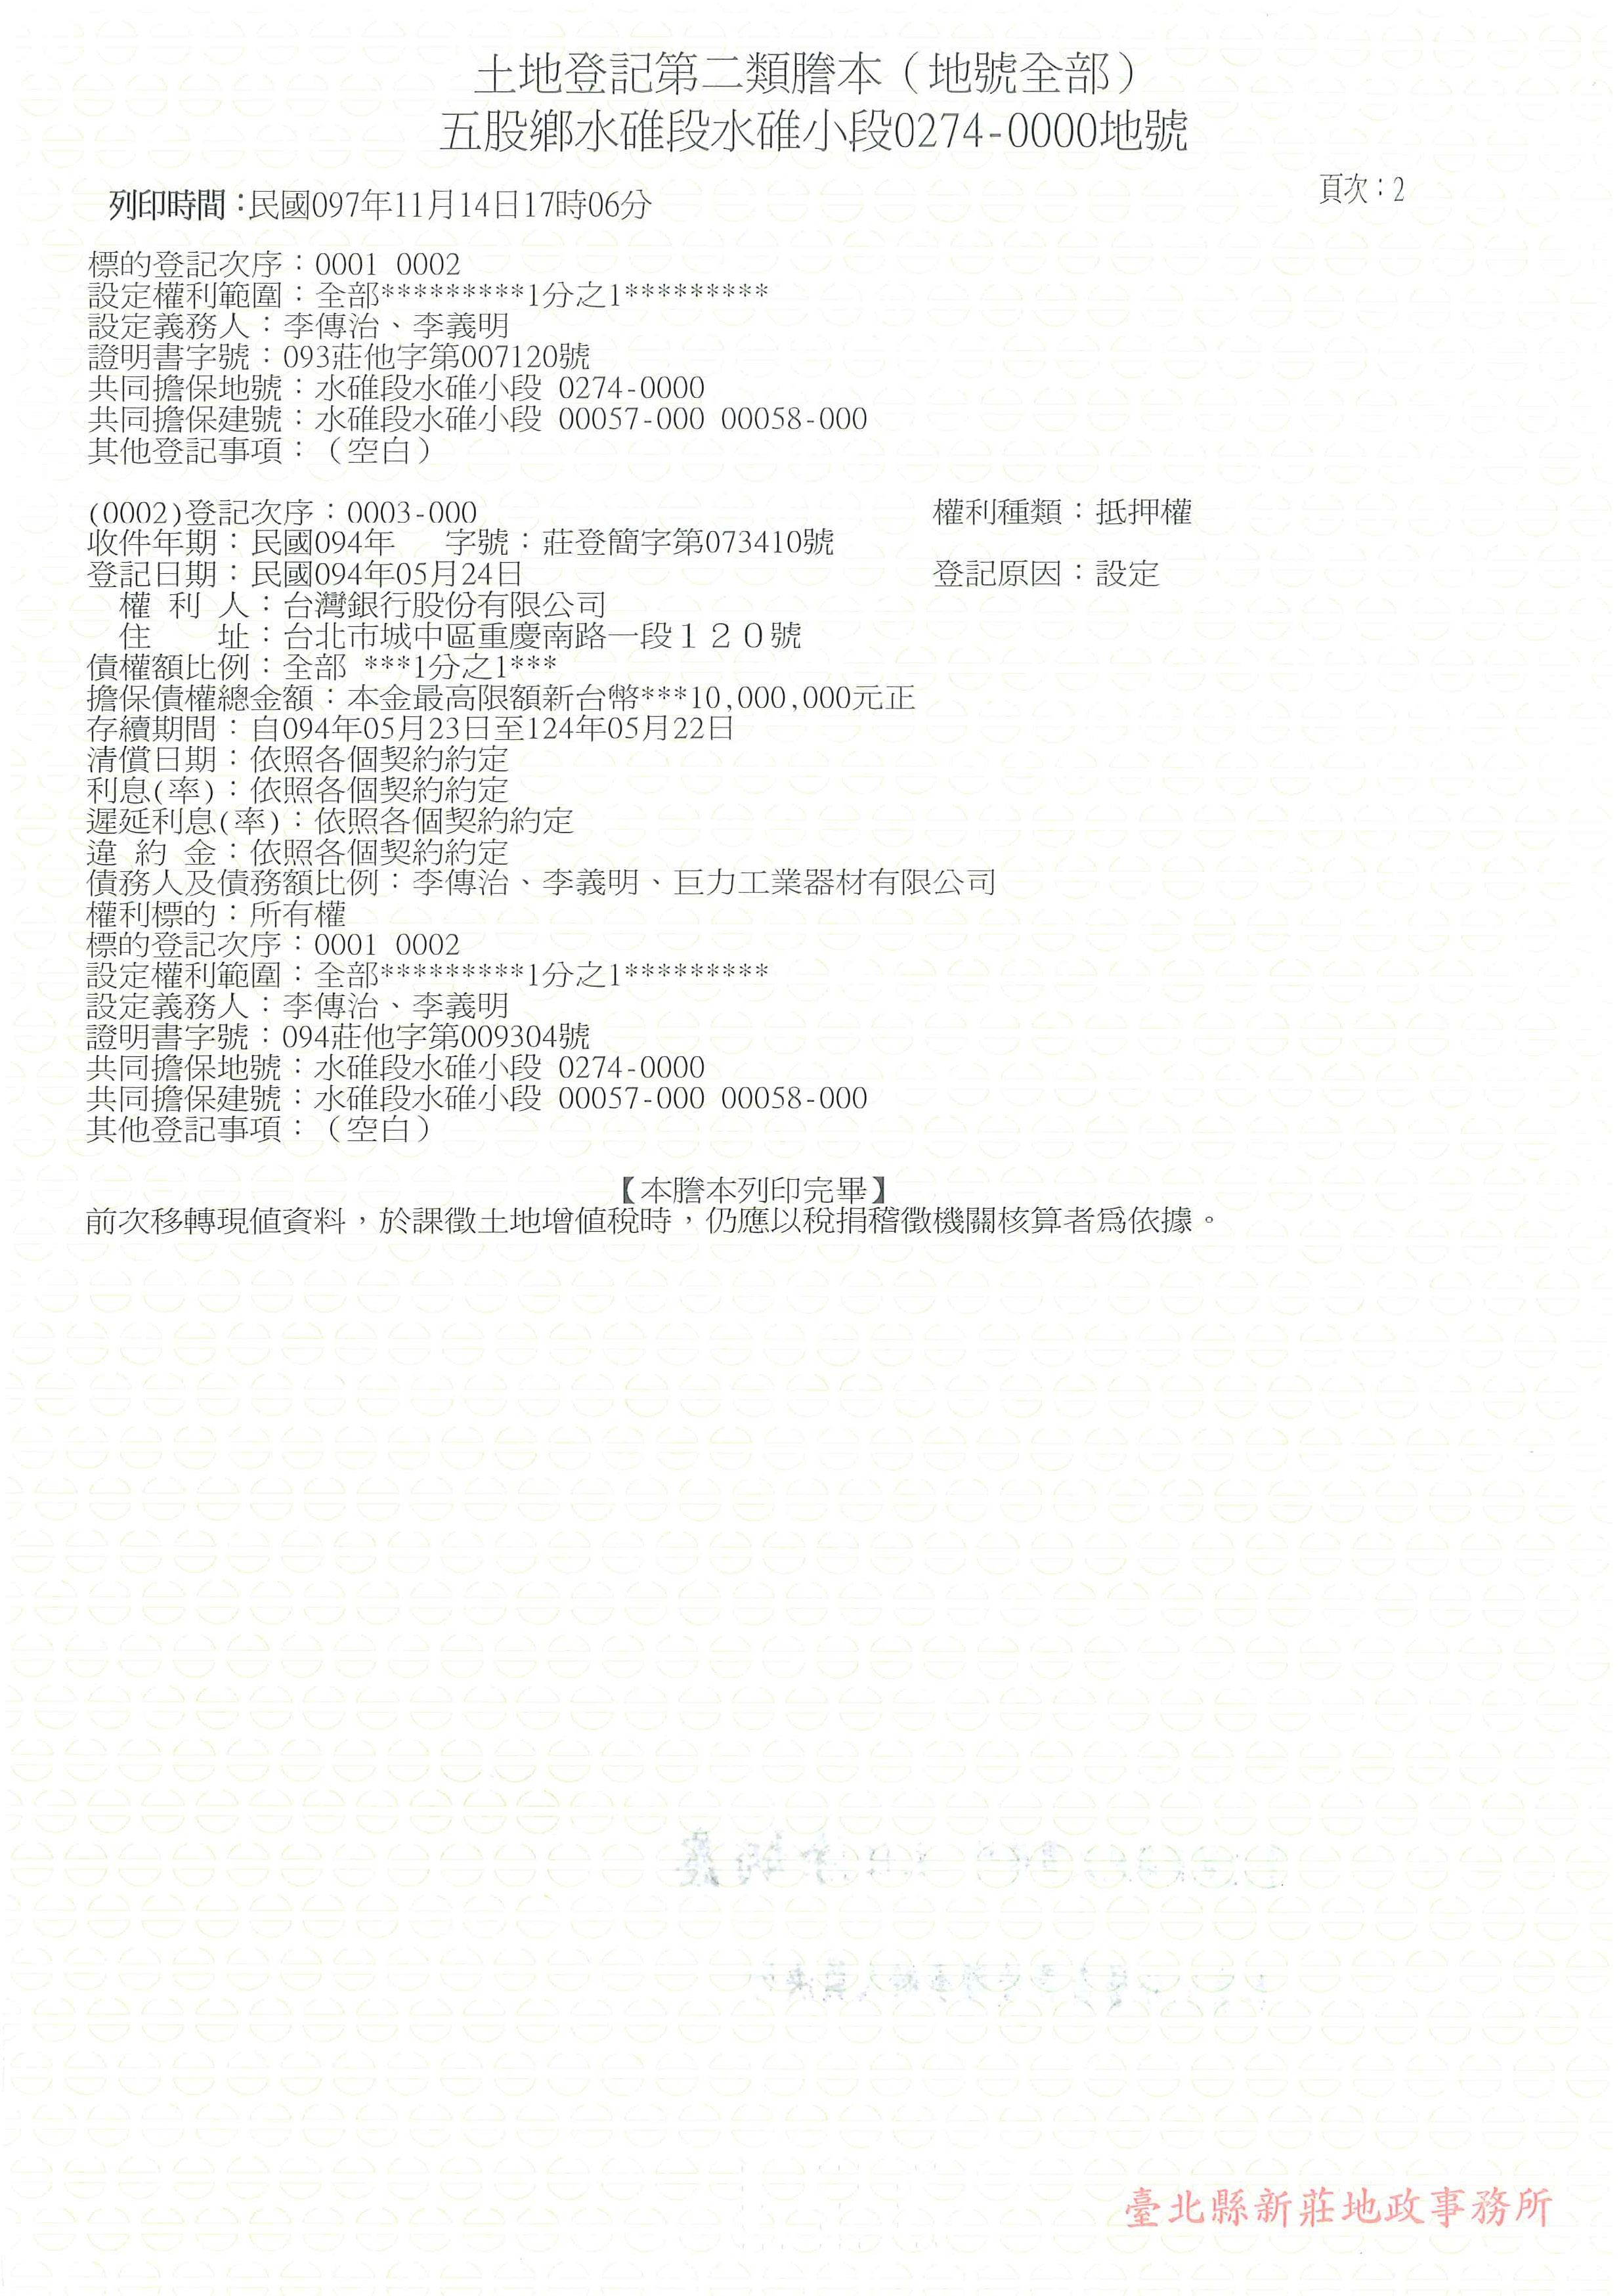 土地登記第二類謄本（地號全部）
五股鄉水碓段水碓小段0274-0000地號
列印時間：民國097年11月14日17時06分
頁次：2
標的登記次序：0001 0002
設定權利範圍：全部*********1分之1*********
設定義務人：李傳治、李義明
證明書字號：093莊他字第007120號
共同擔保地號：水碓段水碓小段 0274-0000
共同擔保建號：水碓段水碓小段 00057-000 00058-000
其他登記事項：（空白）
(0002)登記次序：0003-000 權利種類：抵押權
收件年期：民國094年 字號：莊登簡字第073410號
登記日期：民國094年05月24日 登記原因：設定
權 利 人：台灣銀行股份有限公司
住 址：台北市城中區重慶南路一段１２０號
債權額比例：全部 ***1分之1***
擔保債權總金額：本金最高限額新台幣***10,000,000元正
存續期間：自094年05月23日至124年05月22日
清償日期：依照各個契約約定
利息(率)：依照各個契約約定
遲延利息(率)：依照各個契約約定
違 約 金：依照各個契約約定
債務人及債務額比例：李傳治、李義明、巨力工業器材有限公司
權利標的：所有權
標的登記次序：0001 0002
設定權利範圍：全部*********1分之1*********
設定義務人：李傳治、李義明
證明書字號：094莊他字第009304號
共同擔保地號：水碓段水碓小段 0274-0000
共同擔保建號：水碓段水碓小段 00057-000 00058-000
其他登記事項：（空白）
【本謄本列印完畢】
前次移轉現值資料，於課徵土地增值稅時，仍應以稅捐稽徵機關核算者為依據。
臺北縣新莊地政事務所